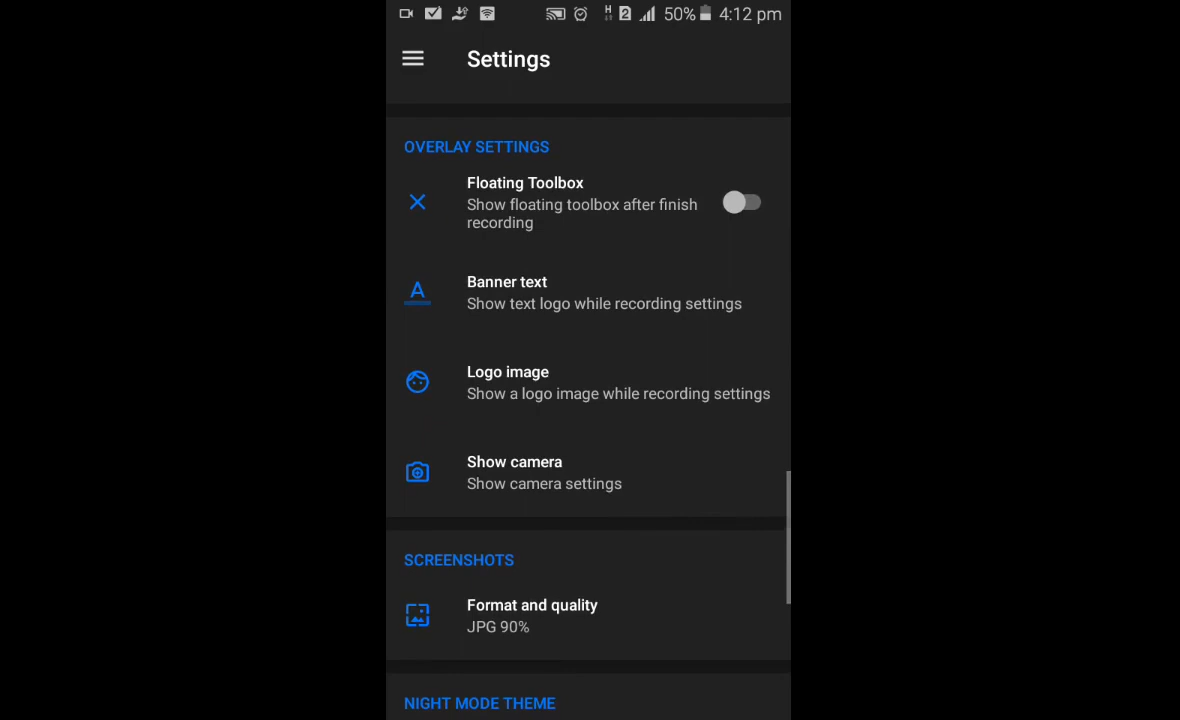 50% 4:12 pm
Settings
OVERLAY SETTINGS
Floating Toolbox
Show floating toolbox after finish
recording
A
Banner text
Show text logo while recording settings
Logo image
Show a logo image while recording settings
Show camera
Show camera settings
SCREENSHOTS
Format and quality
JPG 90%
NIGHT MODE THEME